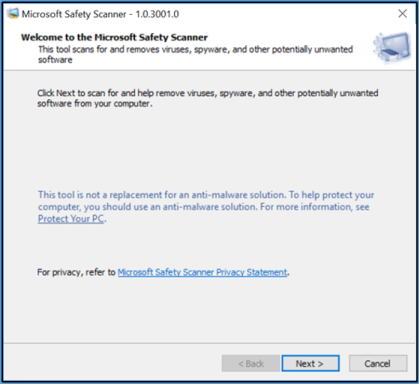 Microsoft Safety Scanner - 1.0.3001.0
Welcome to the Microsoft Safety Scanner
This tool scans for and removes viruses, spyware, and other potentially unwanted
software
Click Next to scan for and help remove viruses, spyware, and other potentially unwanted
software from your computer.
This tool is not a replacement for an anti-malware solution. To help protect your
computer, you should use an anti-malware solution. For more information, see
Protect Your PC.
For privacy, refer to Microsoft Safety Scanner Privacy Statement.
< Back Next > Cancel